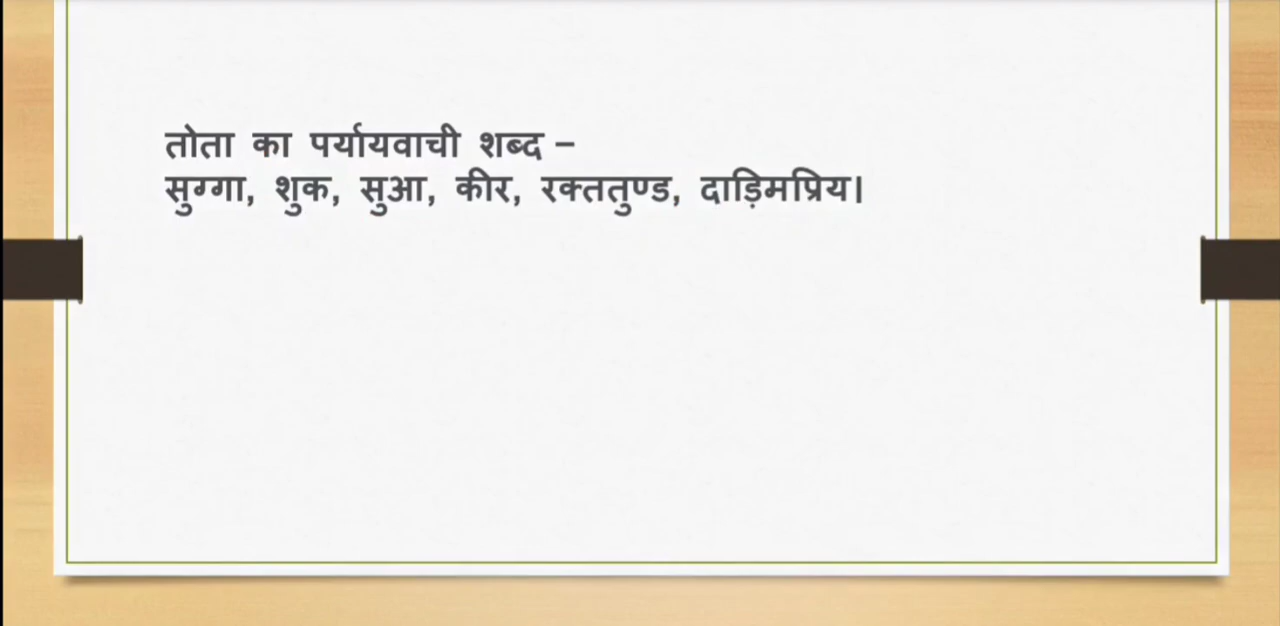 तोता का पर्यायवाची शब्द –
सुग्गा, शुक, सुआ, कीर, रक्ततुण्ड, दाड़िमप्रिय।